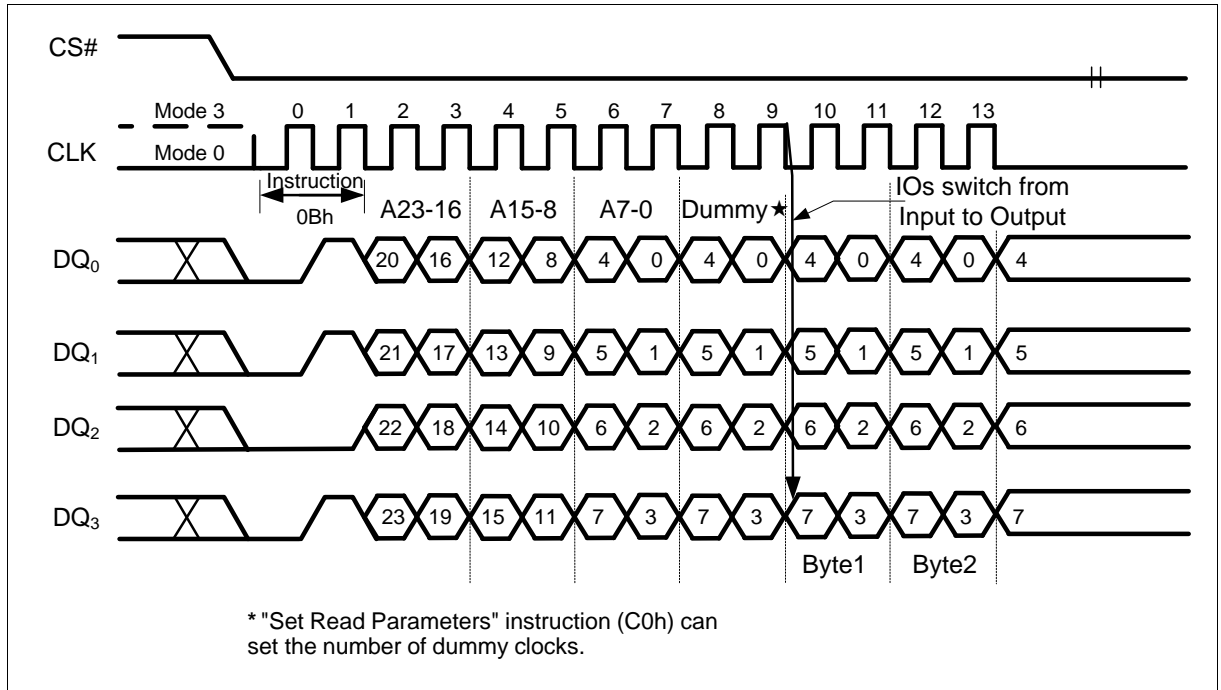 CS#
Mode 3 0 1 2 3 4 5 6 7 8 9 10 11 12 13
CLK Mode 0
Instruction
0Bh
A23-16 A15-8 A7-0 Dummy★
IOs switch from
Input to Output
DQ₀ 20 16 12 8 4 0 4 0 4 0 4 0 4
DQ₁ 21 17 13 9 5 1 5 1 5 1 5 1 5
DQ₂ 22 18 14 10 6 2 6 2 6 2 6 2 6
DQ₃ 23 19 15 11 7 3 7 3 7 3 7 3 7
Byte1 Byte2
* "Set Read Parameters" instruction (C0h) can
set the number of dummy clocks.